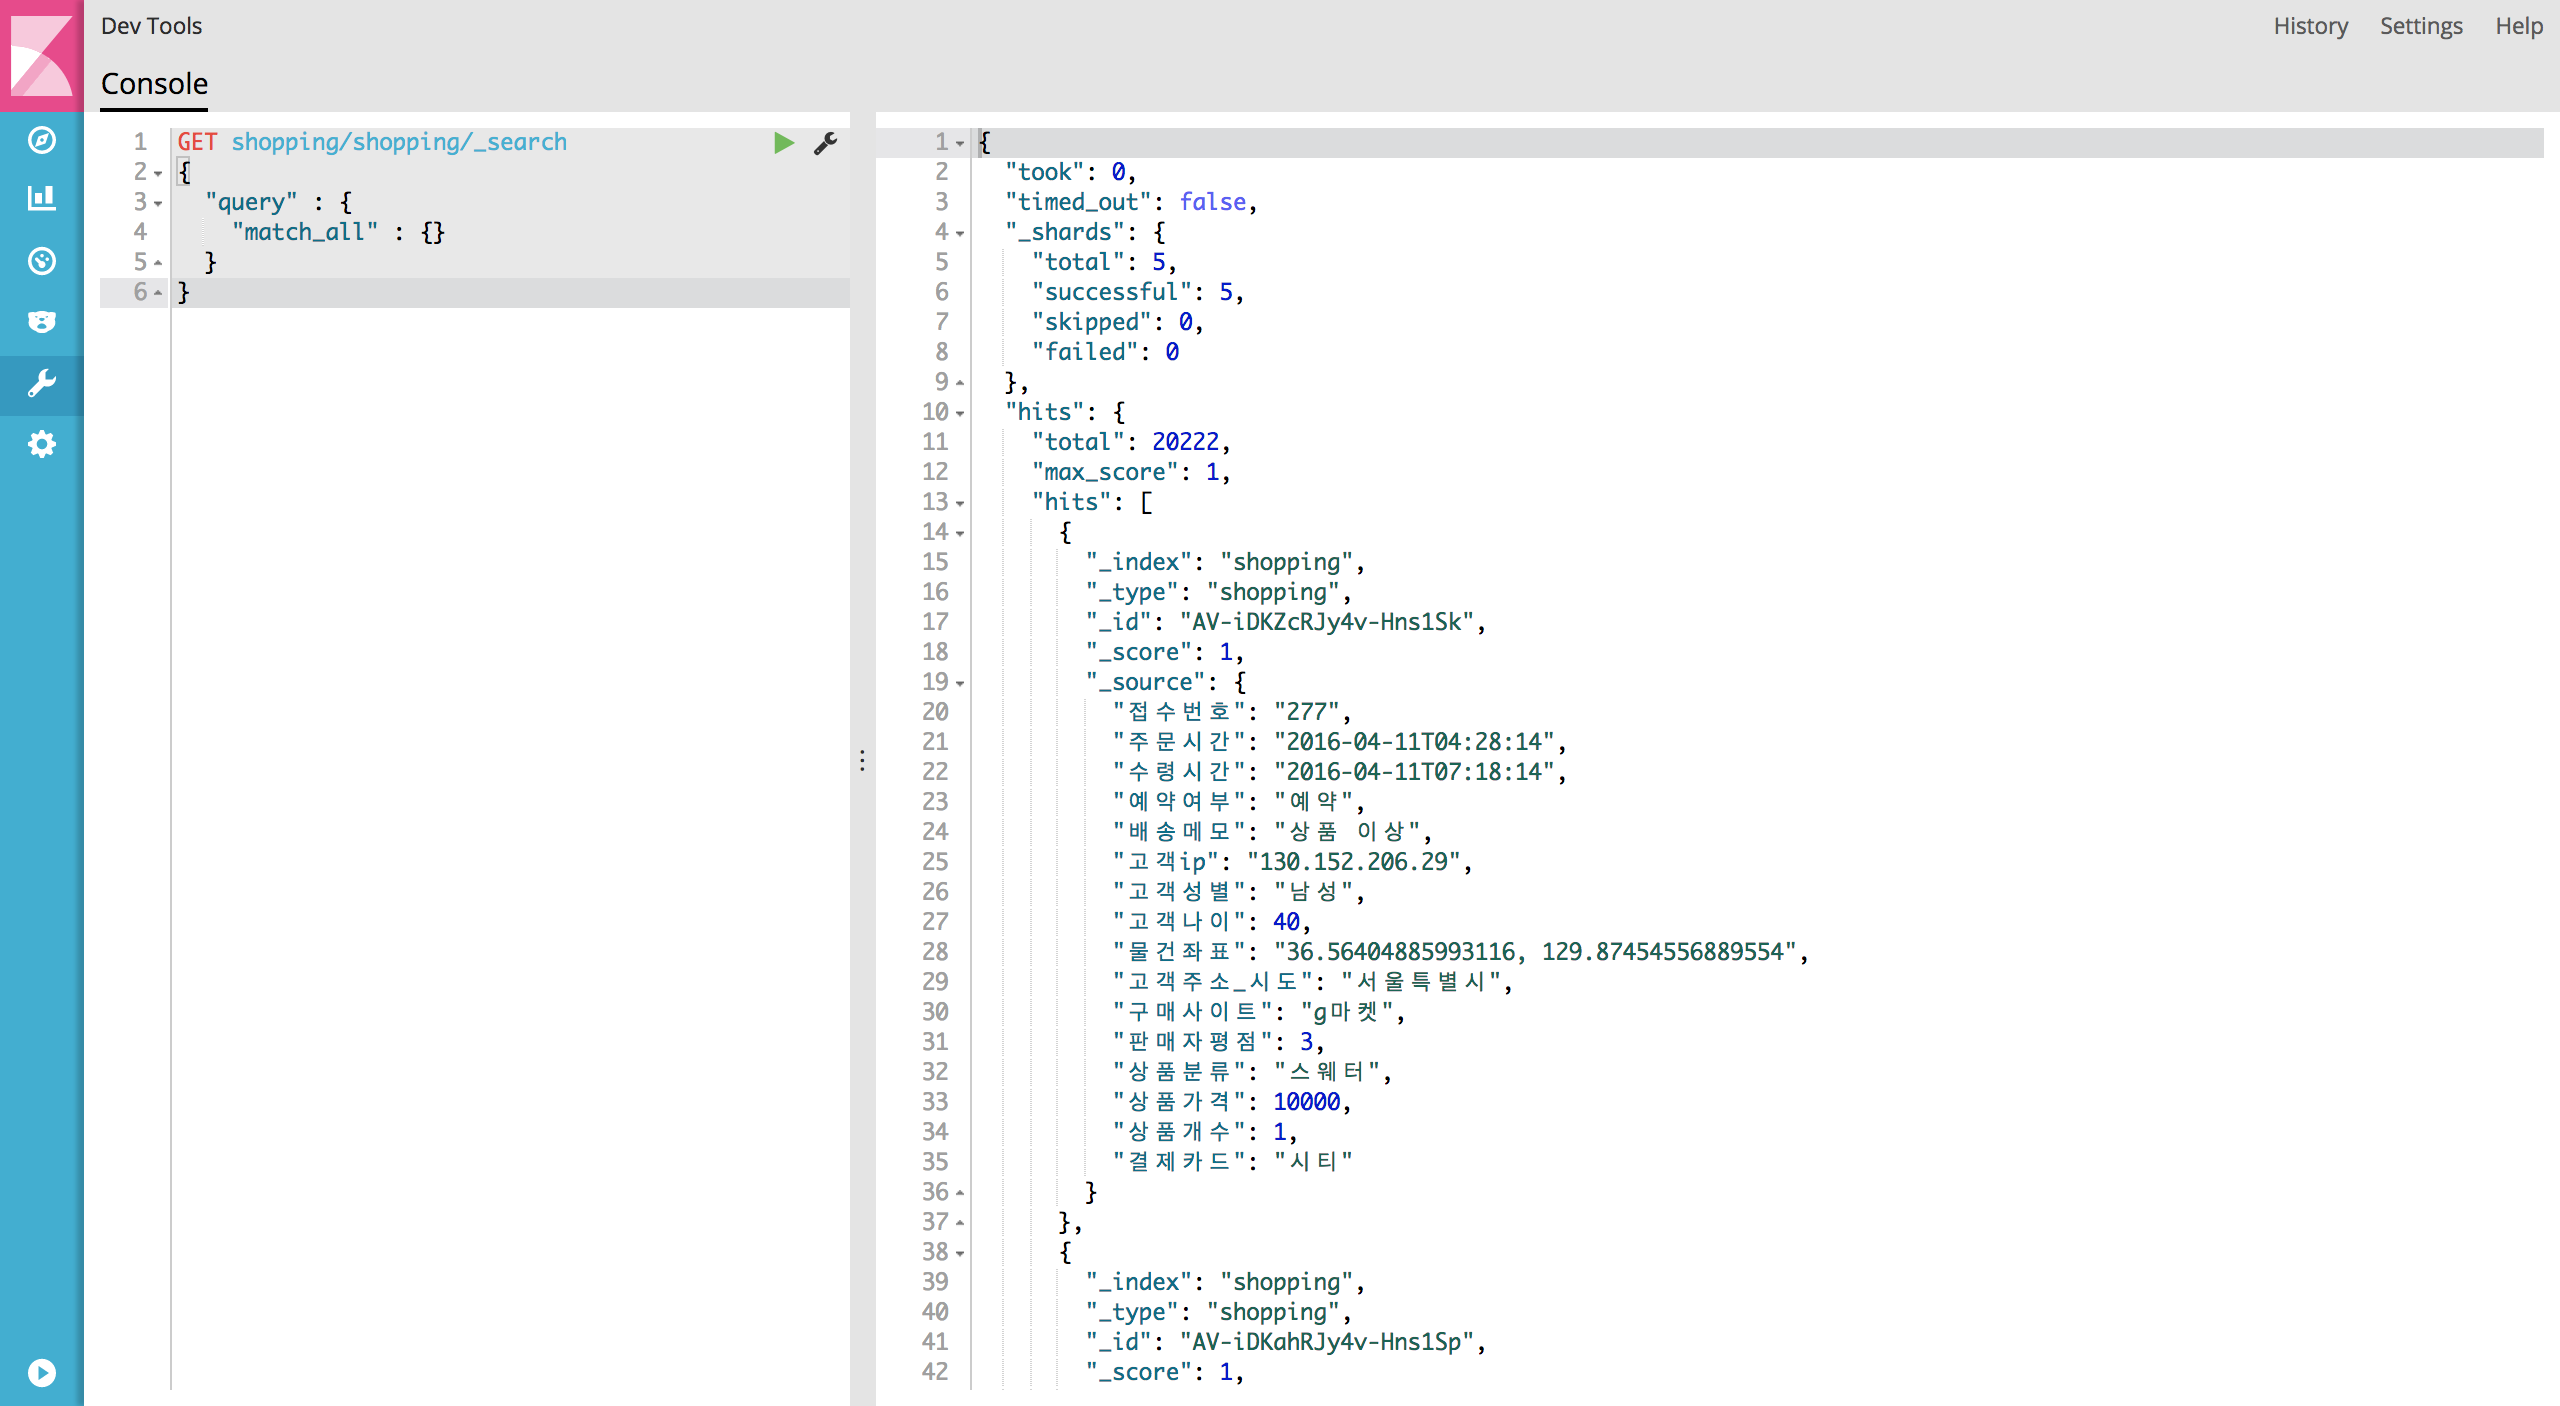 Dev Tools
History Settings Help
Console
1 GET shopping/shopping/_search
2 {
3   "query" : {
4     "match_all" : {}
5   }
6 }
1 {
2   "took": 0,
3   "timed_out": false,
4   "_shards": {
5     "total": 5,
6     "successful": 5,
7     "skipped": 0,
8     "failed": 0
9   },
10   "hits": {
11     "total": 20222,
12     "max_score": 1,
13     "hits": [
14       {
15         "_index": "shopping",
16         "_type": "shopping",
17         "_id": "AV-iDKZcRJy4v-Hns1Sk",
18         "_score": 1,
19         "_source": {
20           "접수번호": "277",
21           "주문시간": "2016-04-11T04:28:14",
22           "수령시간": "2016-04-11T07:18:14",
23           "예약여부": "예약",
24           "배송메모": "상품 이상",
25           "고객ip": "130.152.206.29",
26           "고객성별": "남성",
27           "고객나이": 40,
28           "물건좌표": "36.56404885993116, 129.87454556889554",
29           "고객주소_시도": "서울특별시",
30           "구매사이트": "g마켓",
31           "판매자평점": 3,
32           "상품분류": "스웨터",
33           "상품가격": 10000,
34           "상품개수": 1,
35           "결제카드": "시티"
36         }
37       },
38       {
39         "_index": "shopping",
40         "_type": "shopping",
41         "_id": "AV-iDKahRJy4v-Hns1Sp",
42         "_score": 1,